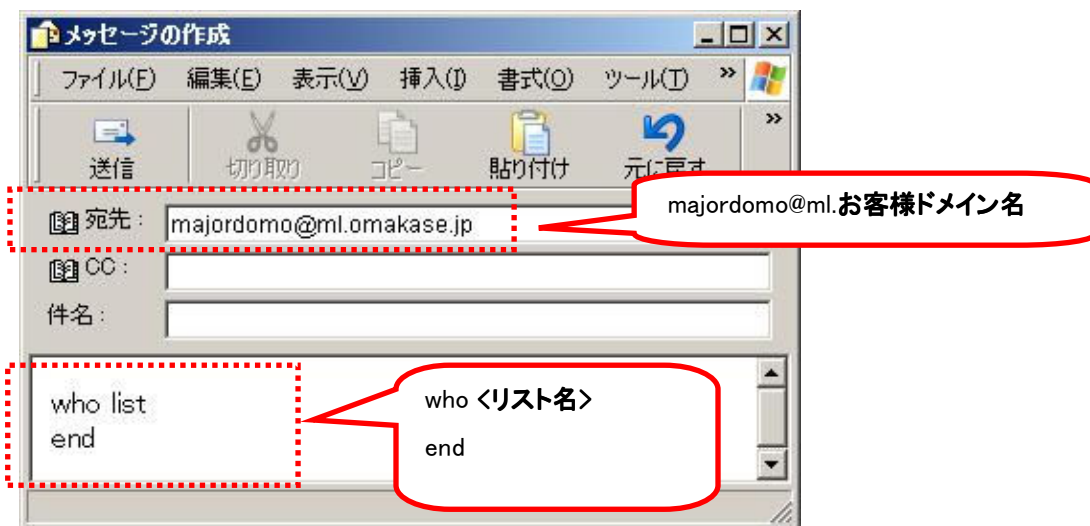 メッセージの作成
ファイル(F) 編集(E) 表示(V) 挿入(I) 書式(O) ツール(T) »
送信 切り取り コピー 貼り付け 元に戻す »
宛先: majordomo@ml.omakase.jp
majordomo@ml.お客様ドメイン名
CC:
件名:
who list
end
who <リスト名>
end